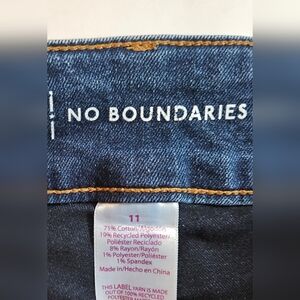 NO BOUNDARIES
11
71% Cotton/Algodón
19% Recycled Polyester/
Poliéster Reciclado
8% Rayon/Rayón
1% Polyester/Poliéster
1% Spandex
Made in/Hecho en China
THIS LABEL YARN IS MADE
OUT OF 100% RECYCLED
POLYESTER